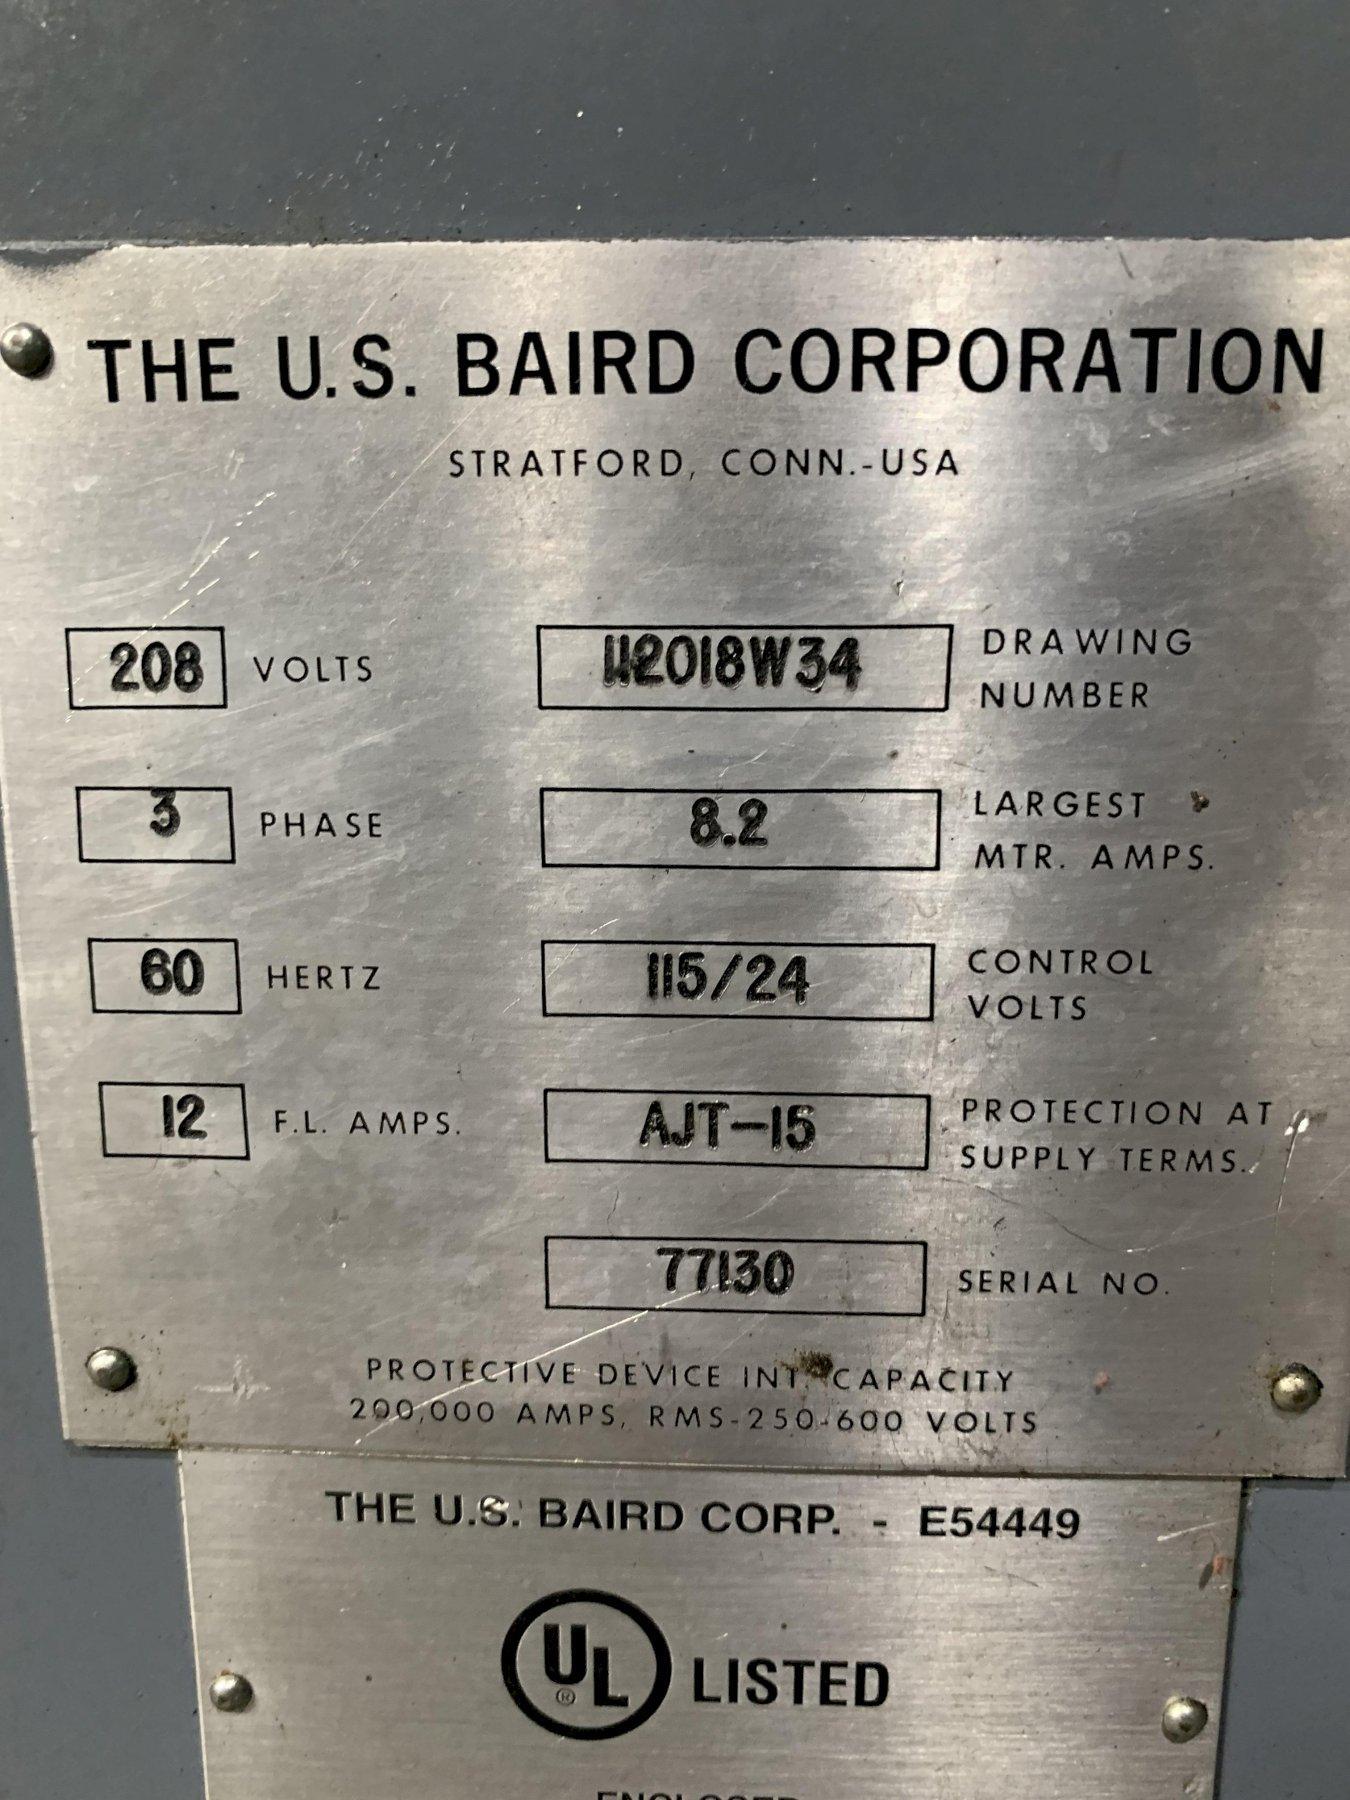 THE U.S. BAIRD CORPORATION
STRATFORD, CONN.-USA
208 VOLTS
3 PHASE
60 HERTZ
12 F.L. AMPS.
DRAWING
NUMBER
8.2 LARGEST
MTR. AMPS.
115/24 CONTROL
VOLTS
AJT-15 PROTECTION AT
SUPPLY TERMS.
77130 SERIAL NO.
PROTECTIVE DEVICE INT. CAPACITY
200,000 AMPS, RMS-250-600 VOLTS
THE U.S. BAIRD CORP. - E54449
UL ® LISTED
ENCLOSED